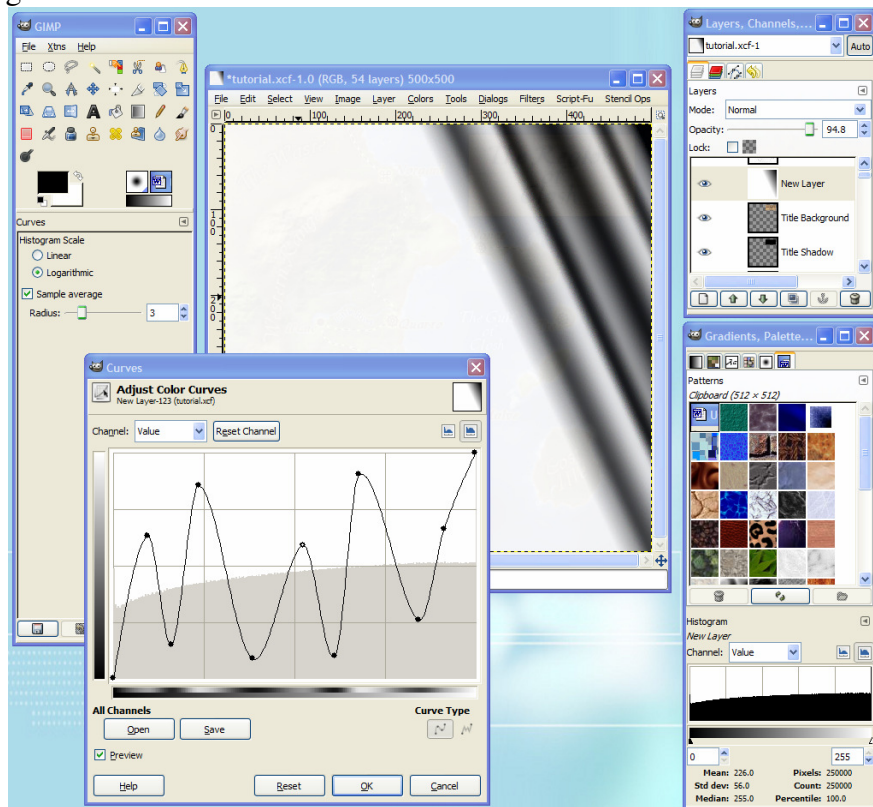 g
GIMP
File Xtns Help
Curves
Histogram Scale
Linear
Logarithmic
Sample average
Radius: 3
*tutorial.xcf-1.0 (RGB, 54 layers) 500x500
File Edit Select View Image Layer Colors Tools Dialogs Filters Script-Fu Stencil Ops
0 100 200 300 400
0
100
200
Curves
Adjust Color Curves
New Layer-123 (tutorial.xcf)
Channel: Value Reset Channel
All Channels
Curve Type
Open Save
Preview
Help Reset OK Cancel
Layers, Channels,...
tutorial.xcf-1 Auto
Layers
Mode: Normal
Opacity: 94.8
Lock:
New Layer
Title Background
Title Shadow
Gradients, Palette...
Patterns
Clipboard (512 × 512)
Histogram
New Layer
Channel: Value
0 255
Mean: 226.0 Pixels: 250000
Std dev: 56.0 Count: 250000
Median: 255.0 Percentile: 100.0